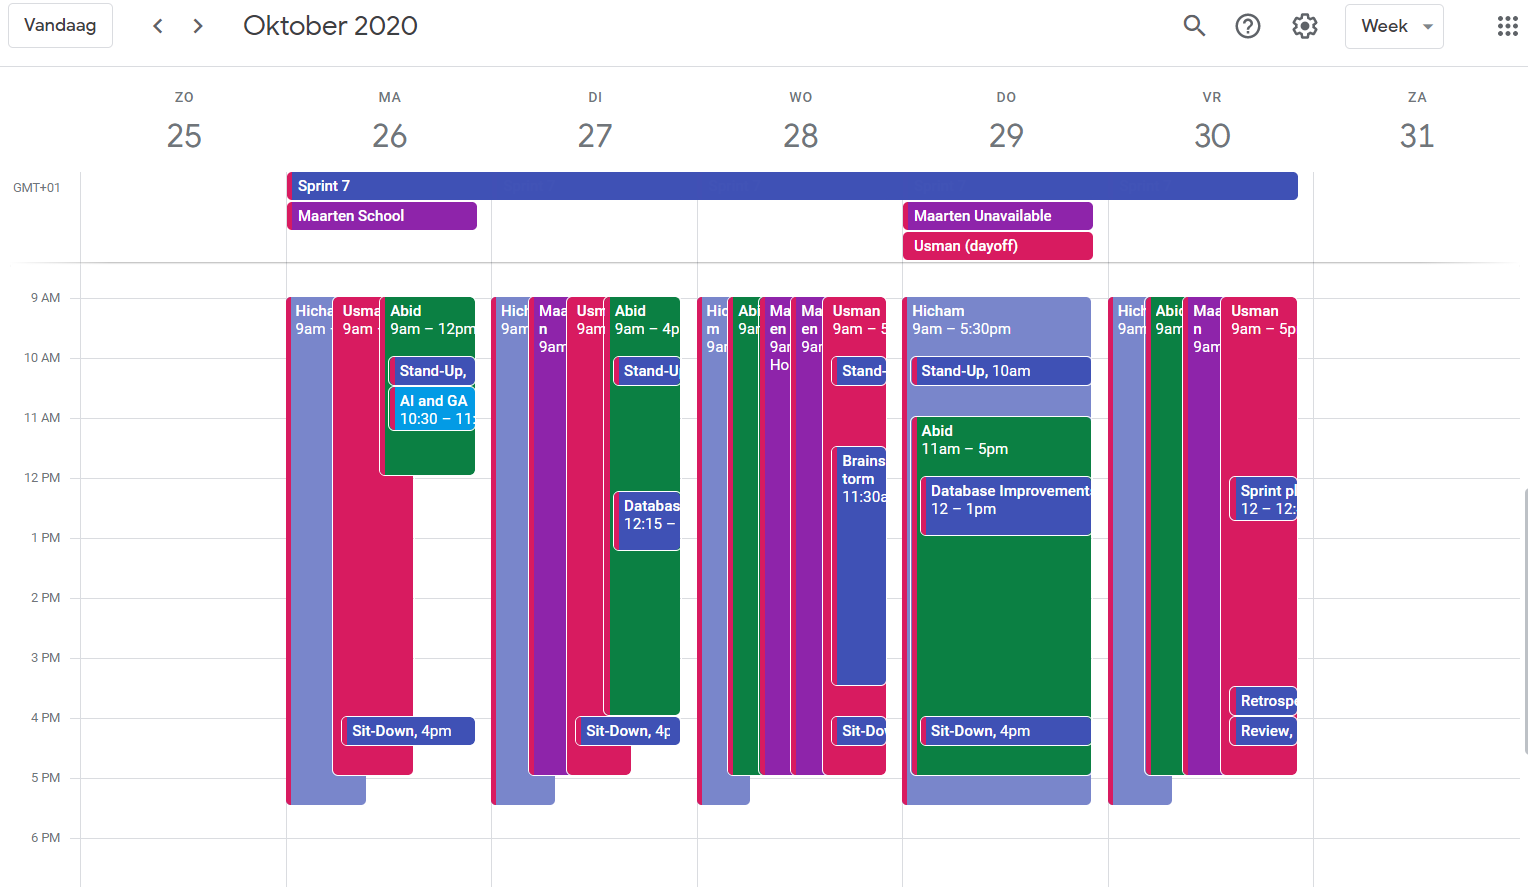 Vandaag
Oktober 2020
Week
ZO
MA
DI
WO
DO
VR
ZA
25
26
27
28
29
30
31
GMT+01
Sprint 7
Maarten School
Maarten Unavailable
Usman (dayoff)
9 AM
10 AM
11 AM
12 PM
1 PM
2 PM
3 PM
4 PM
5 PM
6 PM
Hicha
9am
Usma
9am
Abid
9am – 12pm
Stand-Up,
AI and GA
10:30 – 11:
Sit-Down, 4pm
Hich
9am
Maa
n
9am
Usm
9am
Abid
9am – 4p
Stand-U
Databas
12:15 –
Sit-Down, 4p
Hic
m
9ar
Abi
9ar
Ma
en
9ar
Ho
Ma
en
9ar
Usman
9am – 5
Stand-
Brains
torm
11:30a
Sit-Do
Hicham
9am – 5:30pm
Stand-Up, 10am
Abid
11am – 5pm
Database Improvement
12 – 1pm
Sit-Down, 4pm
Hich
9am
Abid
9am
Maa
n
9am
Usman
9am – 5p
Sprint pl
12 – 12:
Retrospe
Review,